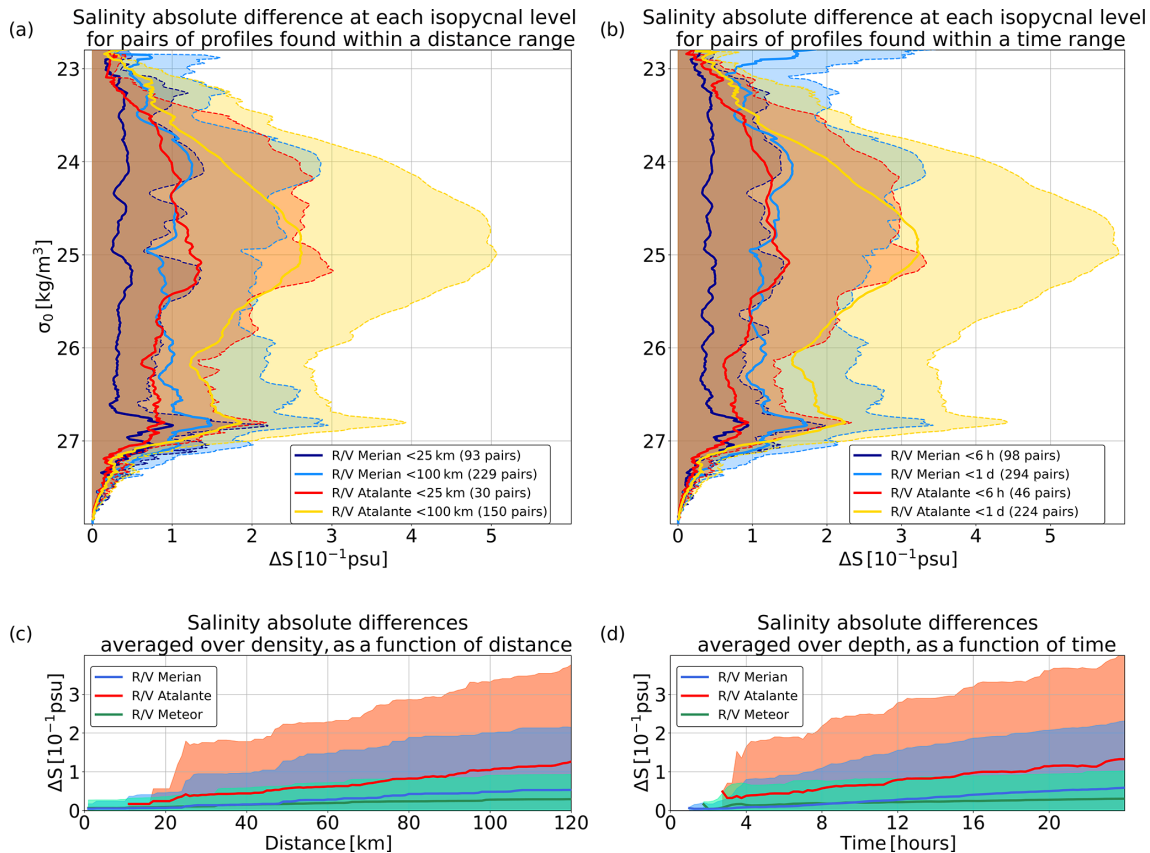 (a)
Salinity absolute difference at each isopycnal level
for pairs of profiles found within a distance range
23
24
25
26
27
σ0 [kg/m³]
R/V Merian <25 km (93 pairs)
R/V Merian <100 km (229 pairs)
R/V Atalante <25 km (30 pairs)
R/V Atalante <100 km (150 pairs)
0 1 2 3 4 5
ΔS [10⁻¹psu]
(b)
Salinity absolute difference at each isopycnal level
for pairs of profiles found within a time range
23
24
25
26
27
R/V Merian <6 h (98 pairs)
R/V Merian <1 d (294 pairs)
R/V Atalante <6 h (46 pairs)
R/V Atalante <1 d (224 pairs)
0 1 2 3 4 5
ΔS [10⁻¹psu]
(c)
Salinity absolute differences
averaged over density, as a function of distance
3
2
1
0
ΔS [10⁻¹psu]
R/V Merian
R/V Atalante
R/V Meteor
0 20 40 60 80 100 120
Distance [km]
(d)
Salinity absolute differences
averaged over depth, as a function of time
3
2
1
0
ΔS [10⁻¹psu]
R/V Merian
R/V Atalante
R/V Meteor
0 4 8 12 16 20
Time [hours]